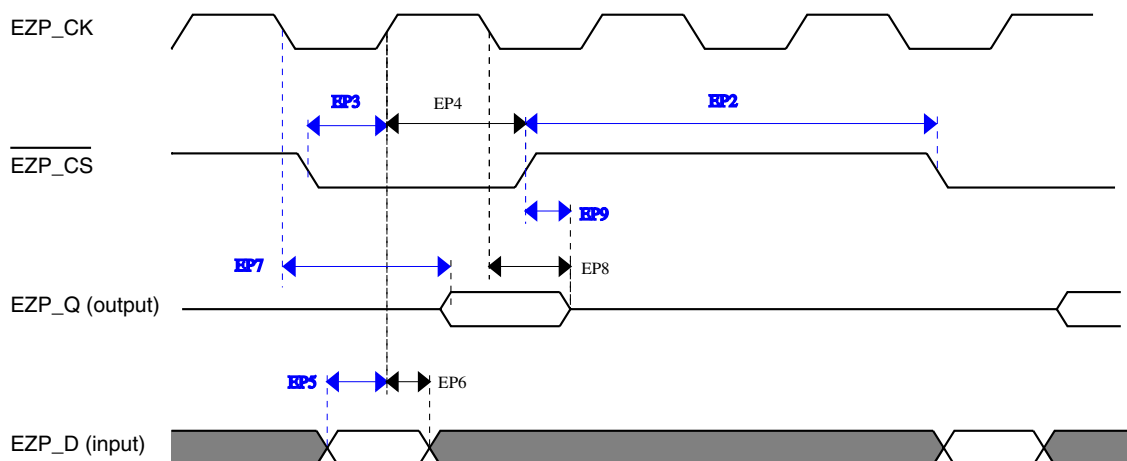 EZP_CK
EP3
EP4
EP2
EZP_CS
EP9
EP7
EP8
EZP_Q (output)
EP5
EP6
EZP_D (input)